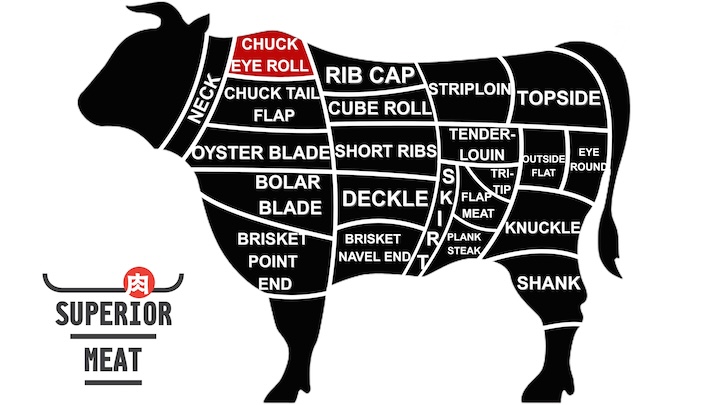 CHUCK
EYE ROLL
NECK
CHUCK TAIL
FLAP
RIB CAP
CUBE ROLL
STRIPLOIN
TOPSIDE
OYSTER BLADE
SHORT RIBS
TENDER-
LOUIN
OUTSIDE
FLAT
EYE
ROUND
BOLAR
BLADE
DECKLE
SKIRT
TRI-
TIP
FLAP
MEAT
BRISKET
POINT
END
BRISKET
NAVEL END
PLANK
STEAK
KNUCKLE
SHANK
肉
SUPERIOR
MEAT